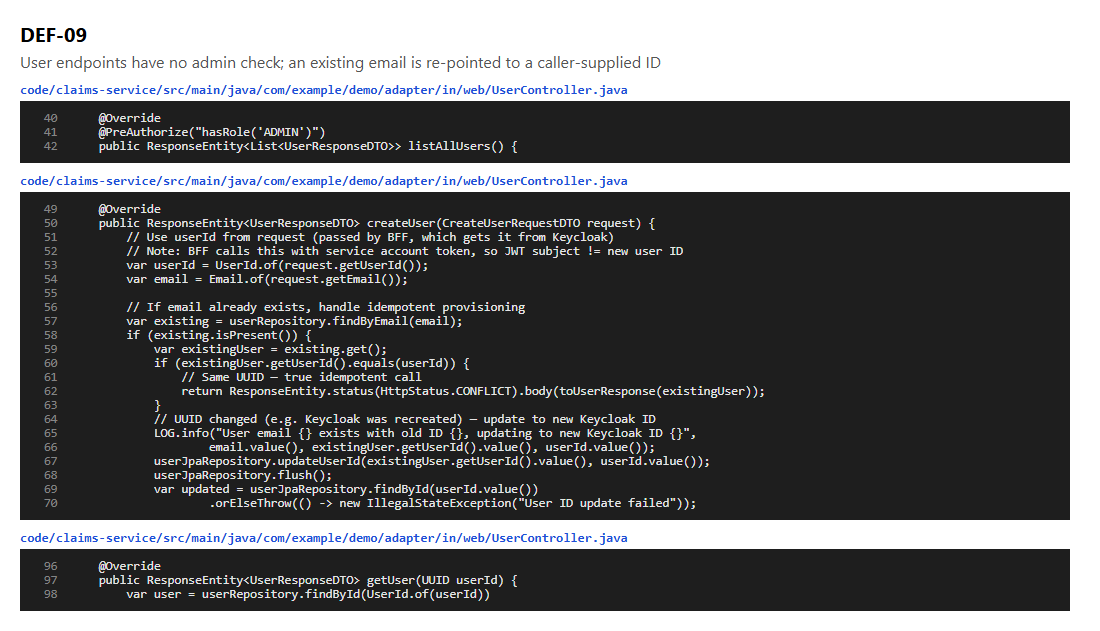 DEF-09
User endpoints have no admin check; an existing email is re-pointed to a caller-supplied ID
code/claims-service/src/main/java/com/example/demo/adapter/in/web/UserController.java
40 @Override
41 @PreAuthorize("hasRole('ADMIN')")
42 public ResponseEntity<List<UserResponseDTO>> listAllUsers() {
code/claims-service/src/main/java/com/example/demo/adapter/in/web/UserController.java
49 @Override
50 public ResponseEntity<UserResponseDTO> createUser(CreateUserRequestDTO request) {
51 // Use userId from request (passed by BFF, which gets it from Keycloak)
52 // Note: BFF calls this with service account token, so JWT subject != new user ID
53 var userId = UserId.of(request.getUserId());
54 var email = Email.of(request.getEmail());
55
56 // If email already exists, handle idempotent provisioning
57 var existing = userRepository.findByEmail(email);
58 if (existing.isPresent()) {
59 var existingUser = existing.get();
60 if (existingUser.getUserId().equals(userId)) {
61 // Same UUID — true idempotent call
62 return ResponseEntity.status(HttpStatus.CONFLICT).body(toUserResponse(existingUser));
63 }
64 // UUID changed (e.g. Keycloak was recreated) — update to new Keycloak ID
65 LOG.info("User email {} exists with old ID {}, updating to new Keycloak ID {}",
66 email.value(), existingUser.getUserId().value(), userId.value());
67 userJpaRepository.updateUserId(existingUser.getUserId().value(), userId.value());
68 userJpaRepository.flush();
69 var updated = userJpaRepository.findById(userId.value())
70 .orElseThrow(() -> new IllegalStateException("User ID update failed"));
code/claims-service/src/main/java/com/example/demo/adapter/in/web/UserController.java
96 @Override
97 public ResponseEntity<UserResponseDTO> getUser(UUID userId) {
98 var user = userRepository.findById(UserId.of(userId))